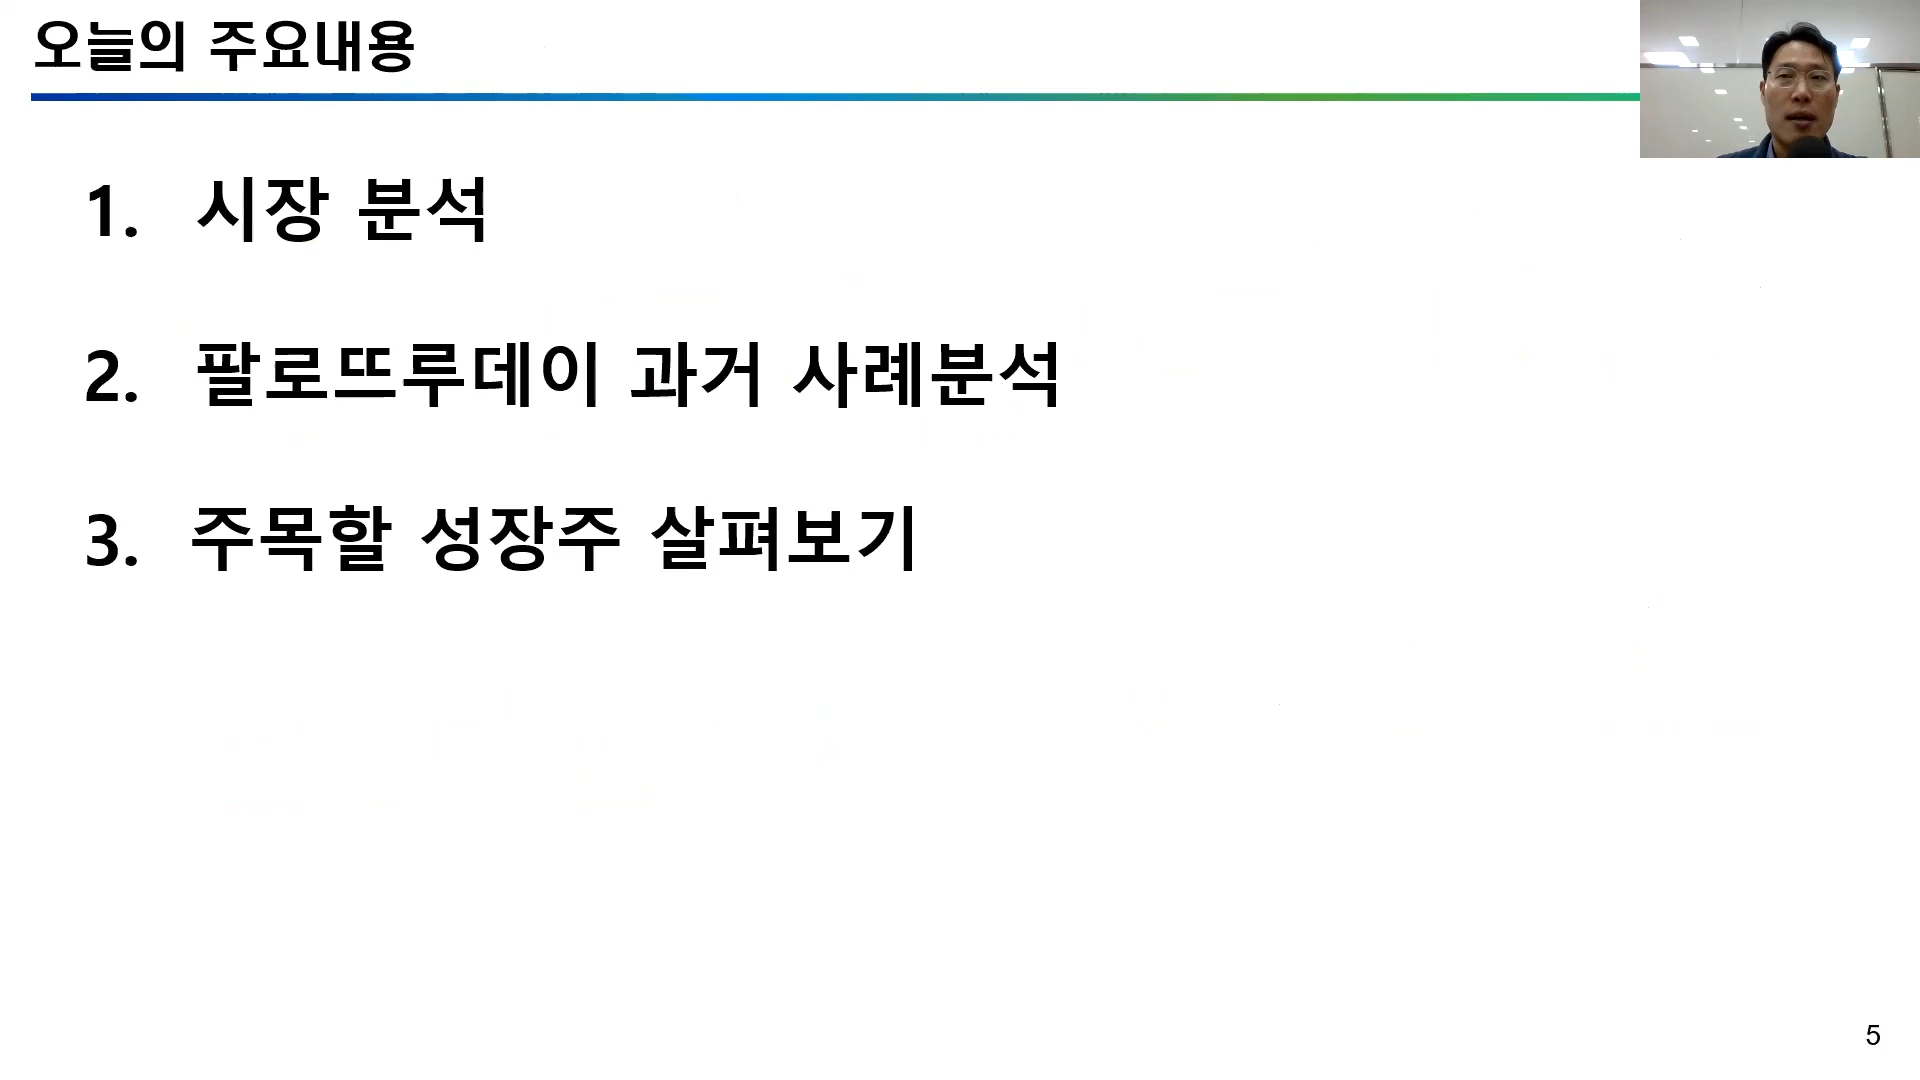 오늘의 주요내용
1. 시장 분석
2. 팔로뜨루데이 과거 사례분석
3. 주목할 성장주 살펴보기
5